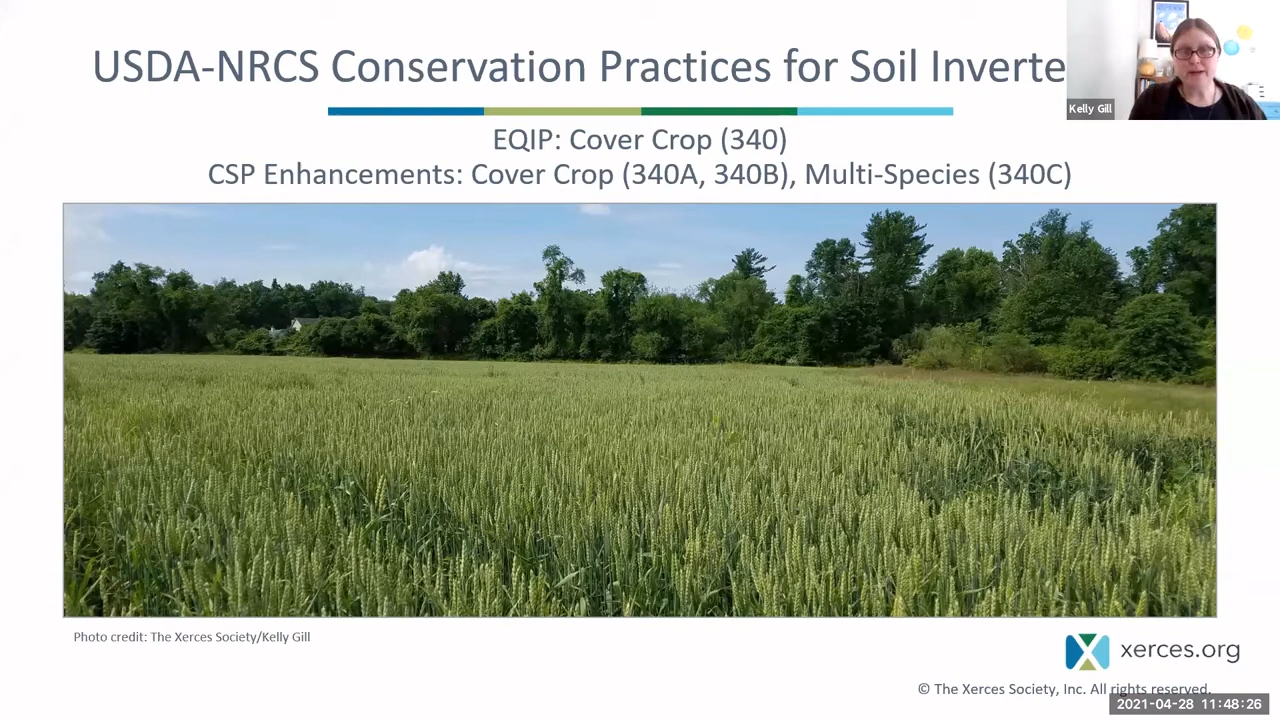 USDA-NRCS Conservation Practices for Soil Inverte
Kelly Gill
EQIP: Cover Crop (340)
CSP Enhancements: Cover Crop (340A, 340B), Multi-Species (340C)
Photo credit: The Xerces Society/Kelly Gill
xerces.org
© The Xerces Society, Inc. All rights reserved.
2021-04-28 11:48:26